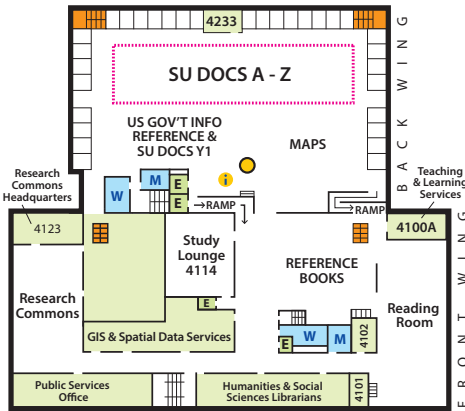 4233
SU DOCS A - Z
US GOV'T INFO
REFERENCE &
SU DOCS Y1
MAPS
BACK WING
Research
Commons
Headquarters
W
M
E
E
i
RAMP
RAMP
Teaching
& Learning
Services
4123
4100A
Study
Lounge
4114
REFERENCE
BOOKS
Research
Commons
E
GIS & Spatial Data Services
W
M
E
4102
Reading
Room
FRONT WING
Public Services
Office
Humanities & Social
Sciences Librarians
4101